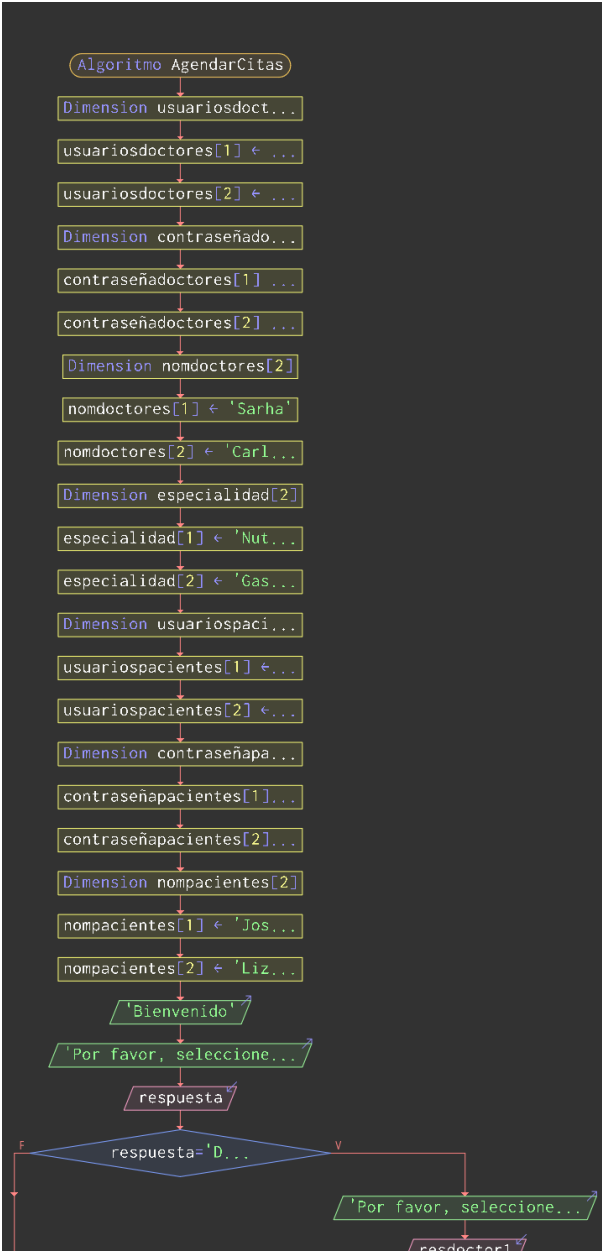 Algoritmo AgendarCitas
Dimension usuariosdoct...
usuariosdoctores[1] ← ...
usuariosdoctores[2] ← ...
Dimension contraseñado...
contraseñadoctores[1] ...
contraseñadoctores[2] ...
Dimension nomdoctores[2]
nomdoctores[1] ← 'Sarha'
nomdoctores[2] ← 'Carl...
Dimension especialidad[2]
especialidad[1] ← 'Nut...
especialidad[2] ← 'Gas...
Dimension usuariospaci...
usuariospacientes[1] ←...
usuariospacientes[2] ←...
Dimension contraseñapa...
contraseñapacientes[1]...
contraseñapacientes[2]...
Dimension nompacientes[2]
nompacientes[1] ← 'Jos...
nompacientes[2] ← 'Liz...
'Bienvenido'
'Por favor, seleccione...
respuesta
F
respuesta='D...
V
'Por favor, seleccione...
resdoctor1